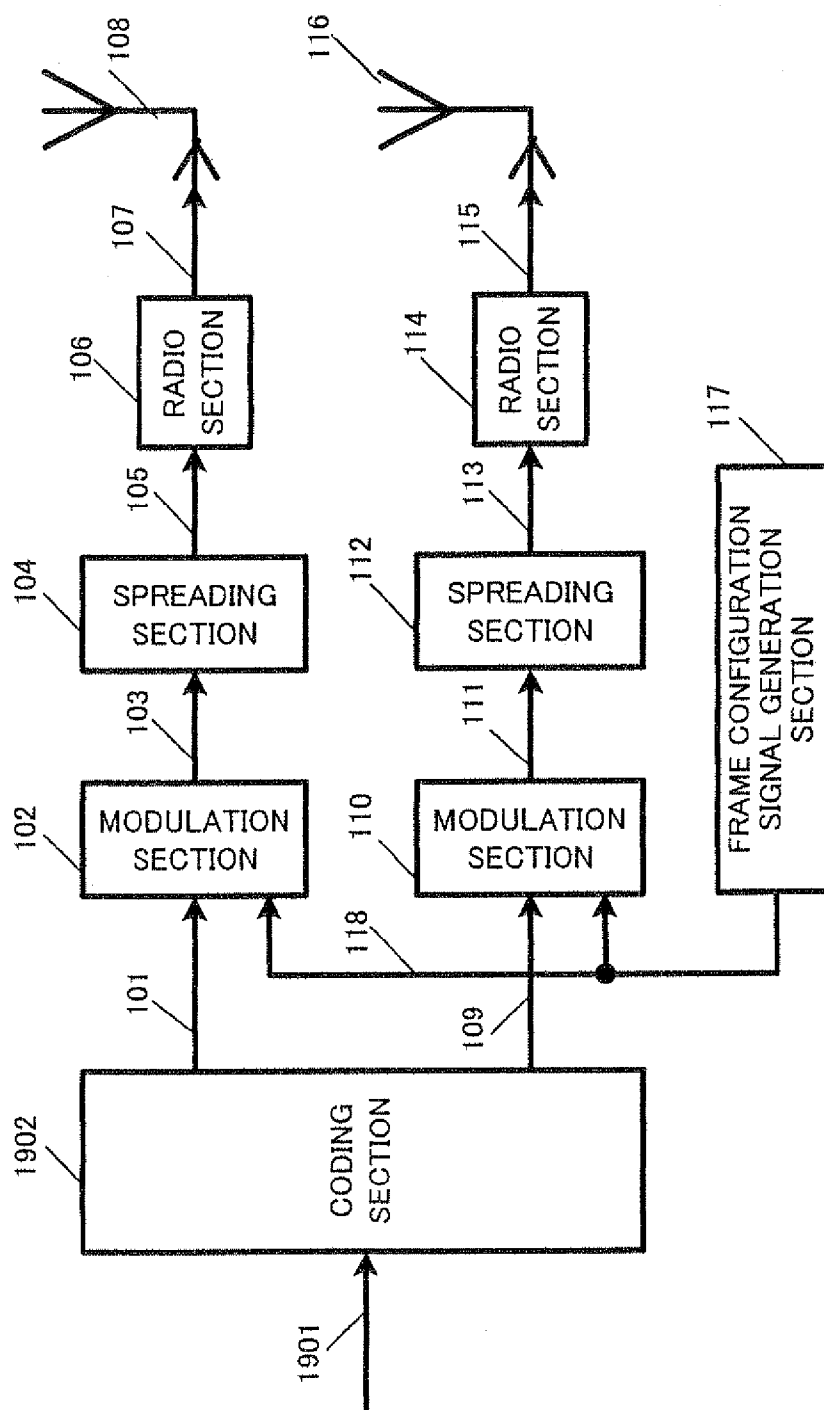 1901
1902
CODING
SECTION
101
102
MODULATION
SECTION
103
104
SPREADING
SECTION
105
106
RADIO
SECTION
107
108
109
118
110
MODULATION
SECTION
111
112
SPREADING
SECTION
113
114
RADIO
SECTION
115
116
117
FRAME CONFIGURATION
SIGNAL GENERATION
SECTION